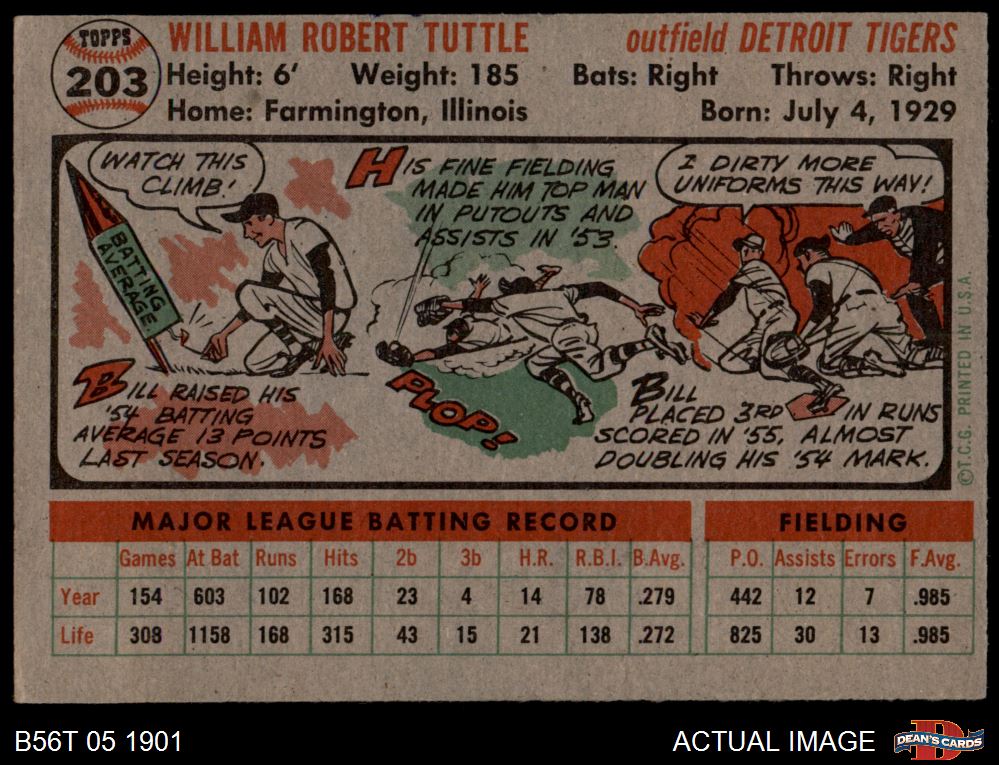 TOPPS
203
WILLIAM ROBERT TUTTLE outfield DETROIT TIGERS
Height: 6' Weight: 185 Bats: Right Throws: Right
Home: Farmington, Illinois Born: July 4, 1929
WATCH THIS
CLIMB!
BATTING
AVERAGE
BILL RAISED HIS
'54 BATTING
AVERAGE 13 POINTS
LAST SEASON.
HIS FINE FIELDING
MADE HIM TOP MAN
IN PUTOUTS AND
ASSISTS IN '53.
PLOP!
I DIRTY MORE
UNIFORMS THIS WAY!
BILL
PLACED 3RD IN RUNS
SCORED IN '55, ALMOST
DOUBLING HIS '54 MARK.
©T.C.G. PRINTED IN U.S.A.
MAJOR LEAGUE BATTING RECORD FIELDING
Games At Bat Runs Hits 2b 3b H.R. R.B.I. B.Avg. P.O. Assists Errors F.Avg.
Year 154 603 102 168 23 4 14 78 .279 442 12 7 .985
Life 308 1158 168 315 43 15 21 138 .272 825 30 13 .985
B56T 05 1901 ACTUAL IMAGE DEAN'S CARDS